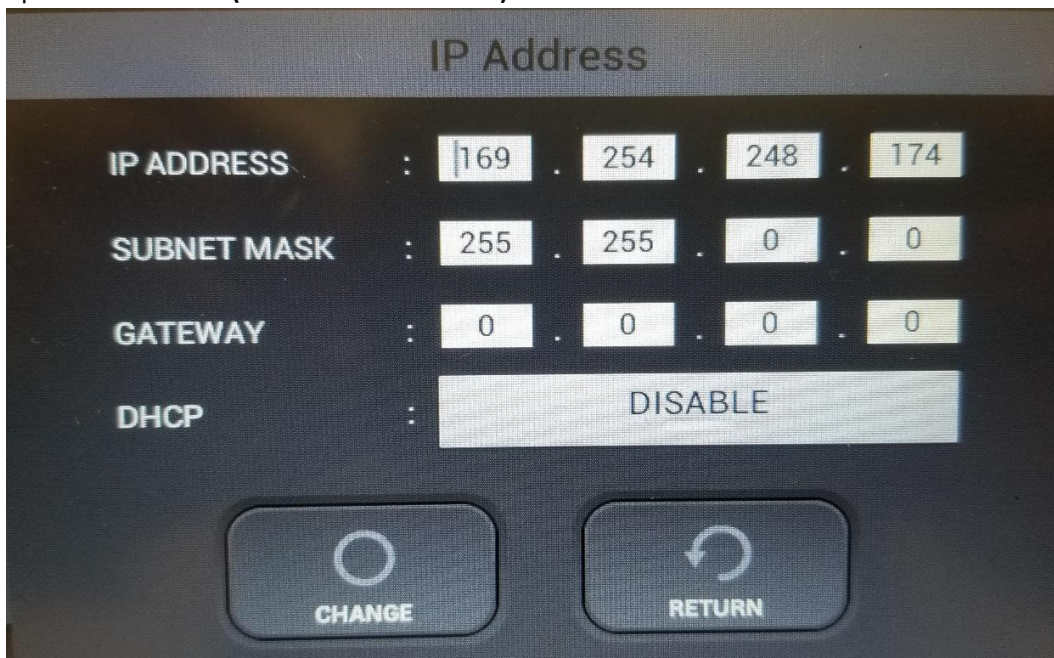 IP Address
IP ADDRESS : 169 . 254 . 248 . 174
SUBNET MASK : 255 . 255 . 0 . 0
GATEWAY : 0 . 0 . 0 . 0
DHCP : DISABLE
CHANGE RETURN